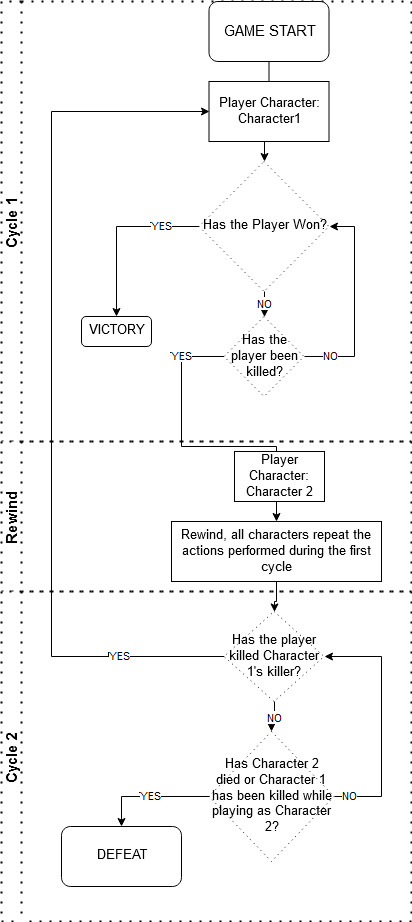 GAME START
Cycle 1
Player Character:
Character1
Has the Player Won?
YES
NO
VICTORY
Has the
player been
killed?
YES
NO
Rewind
Player
Character:
Character 2
Rewind, all characters repeat the
actions performed during the first
cycle
Cycle 2
Has the player
killed Character
1's killer?
YES
NO
Has Character 2
died or Character 1
has been killed while
playing as Character
2?
YES
NO
DEFEAT